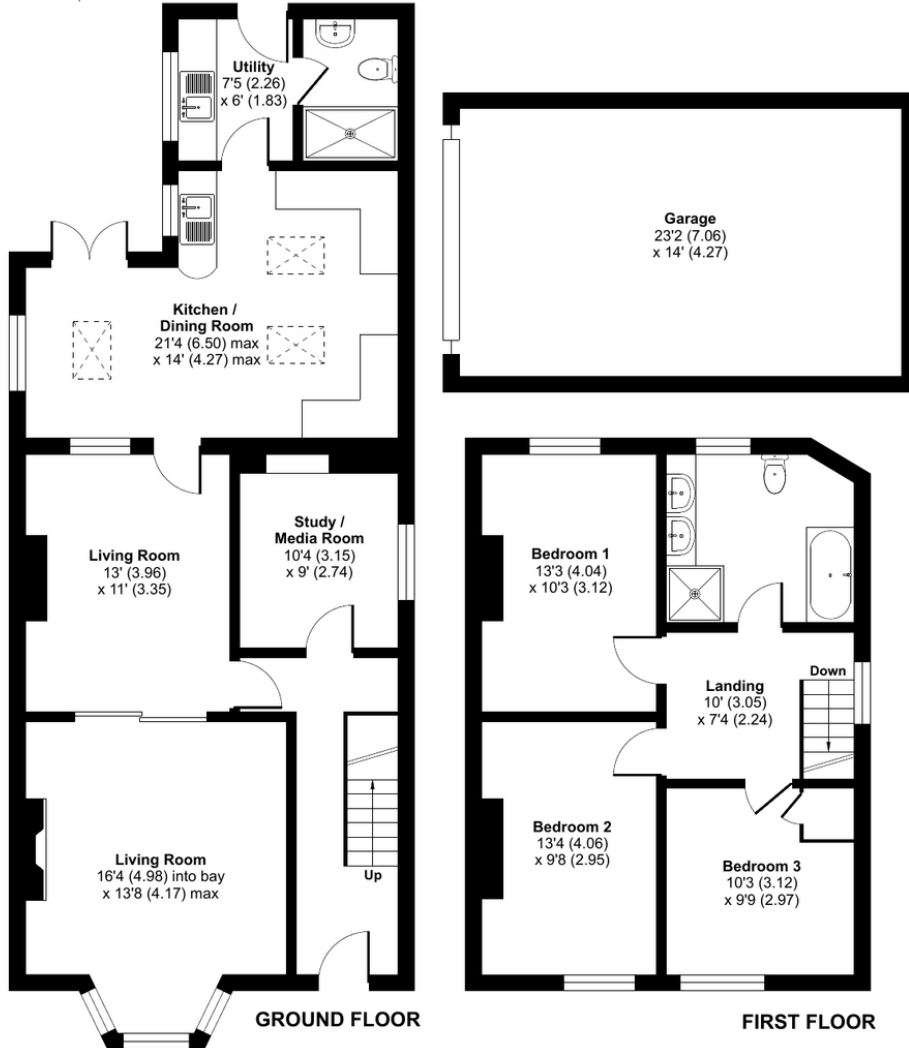 Utility
7'5 (2.26)
x 6' (1.83)
Garage
23'2 (7.06)
x 14' (4.27)
Kitchen /
Dining Room
21'4 (6.50) max
x 14' (4.27) max
Living Room
13' (3.96)
x 11' (3.35)
Study /
Media Room
10'4 (3.15)
x 9' (2.74)
Bedroom 1
13'3 (4.04)
x 10'3 (3.12)
Landing
10' (3.05)
x 7'4 (2.24)
Down
Living Room
16'4 (4.98) into bay
x 13'8 (4.17) max
Up
Bedroom 2
13'4 (4.06)
x 9'8 (2.95)
Bedroom 3
10'3 (3.12)
x 9'9 (2.97)
GROUND FLOOR
FIRST FLOOR